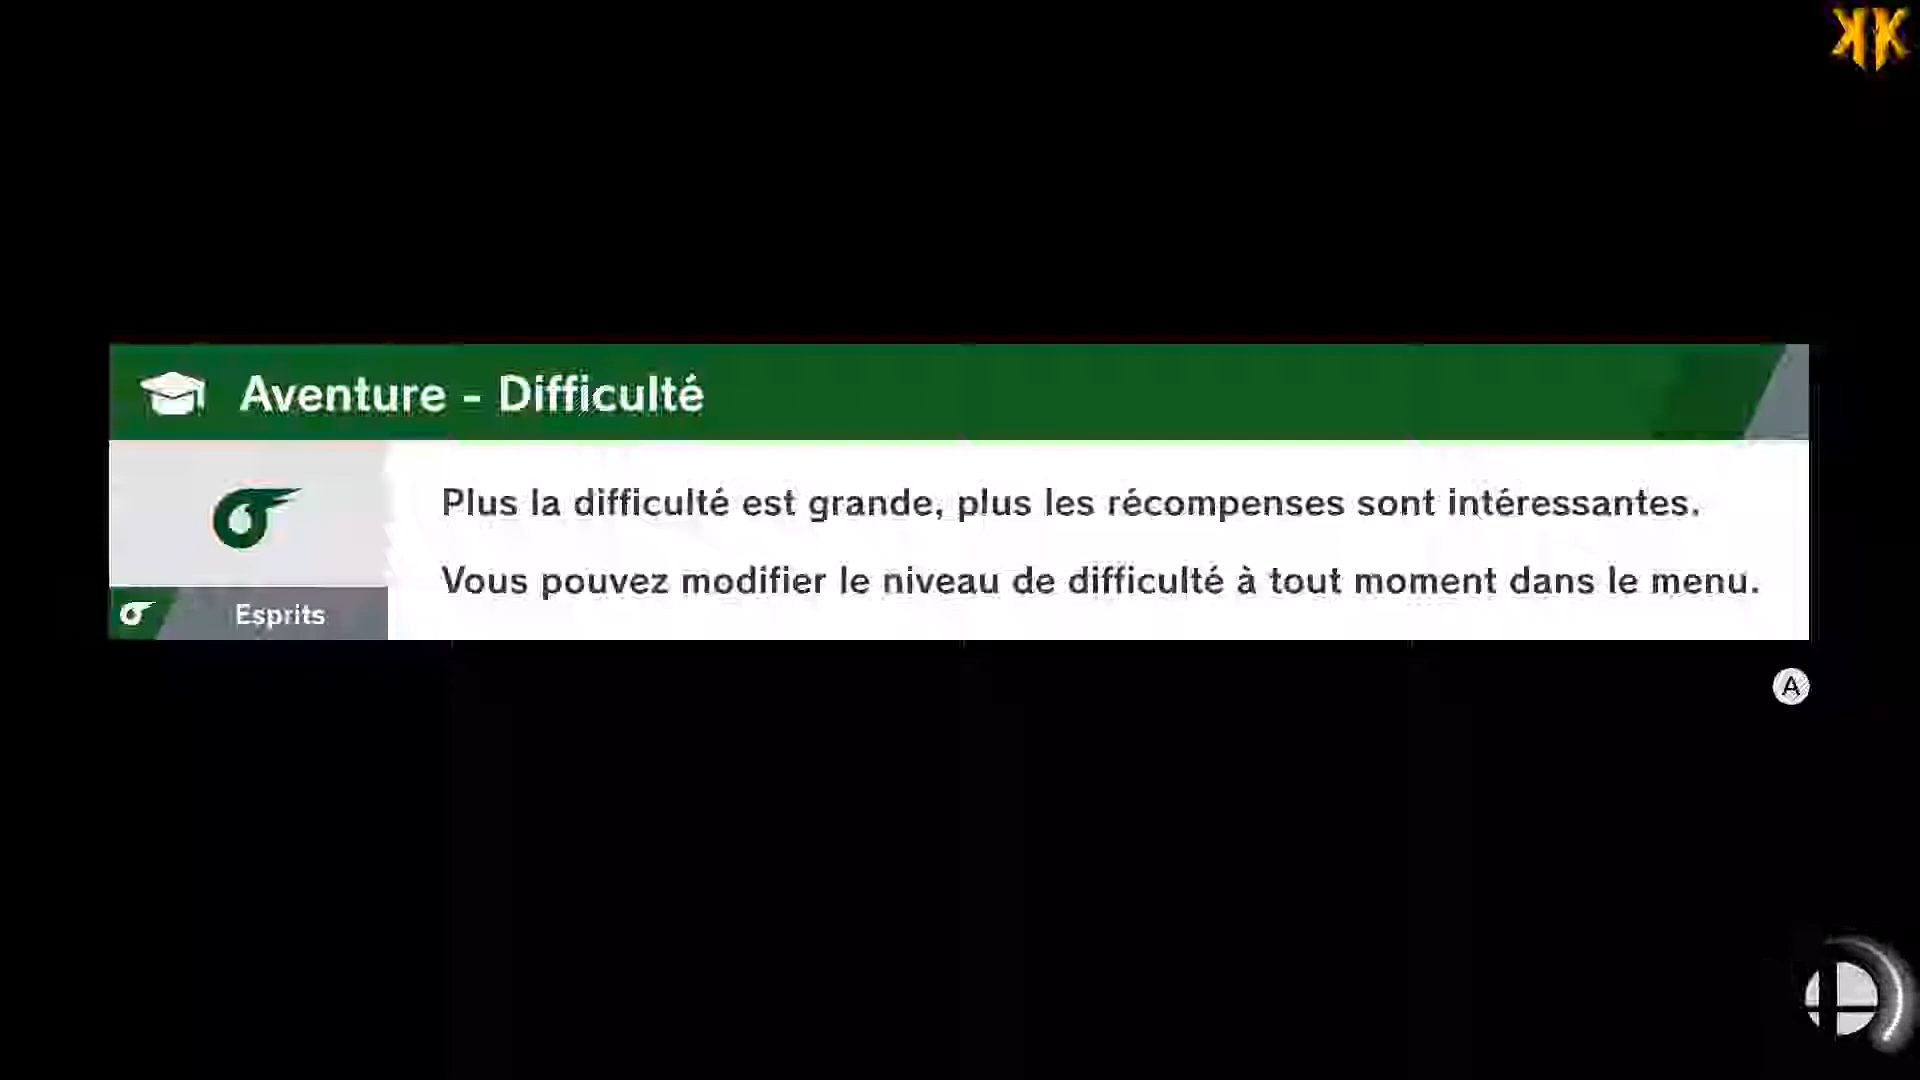 KK
Aventure - Difficulté
Plus la difficulté est grande, plus les récompenses sont intéressantes.
Vous pouvez modifier le niveau de difficulté à tout moment dans le menu.
Esprits
A